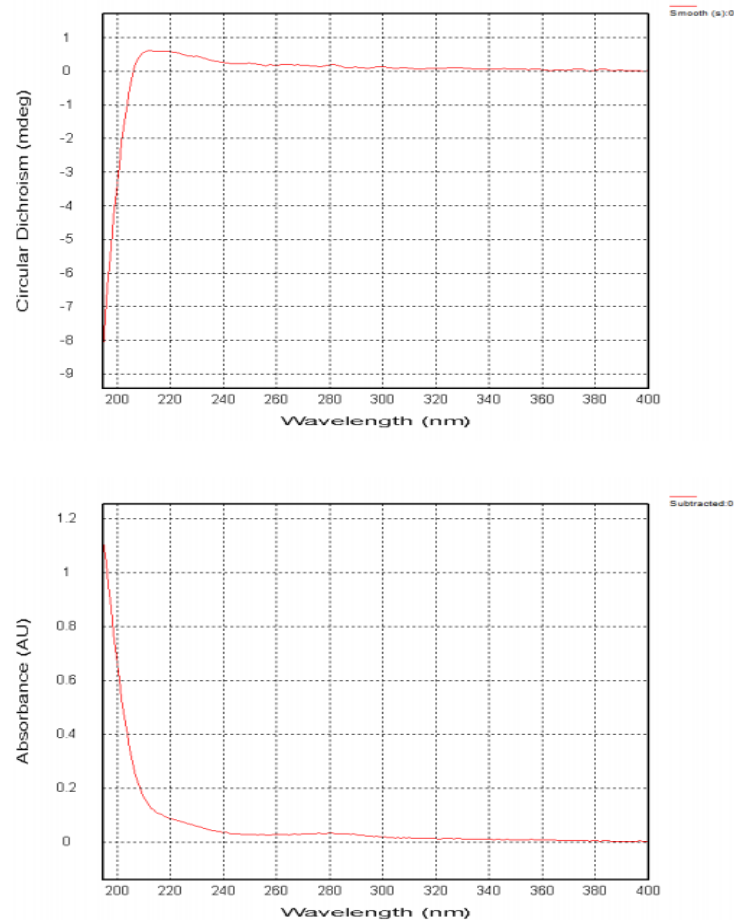 Smooth (s):0
1
0
-1
-2
-3
-4
-5
-6
-7
-8
-9
Circular Dichroism (mdeg)
200 220 240 260 280 300 320 340 360 380 400
Wavelength (nm)
Subtracted:0
1.2
1
0.8
0.6
0.4
0.2
0
Absorbance (AU)
200 220 240 260 280 300 320 340 360 380 400
Wavelength (nm)